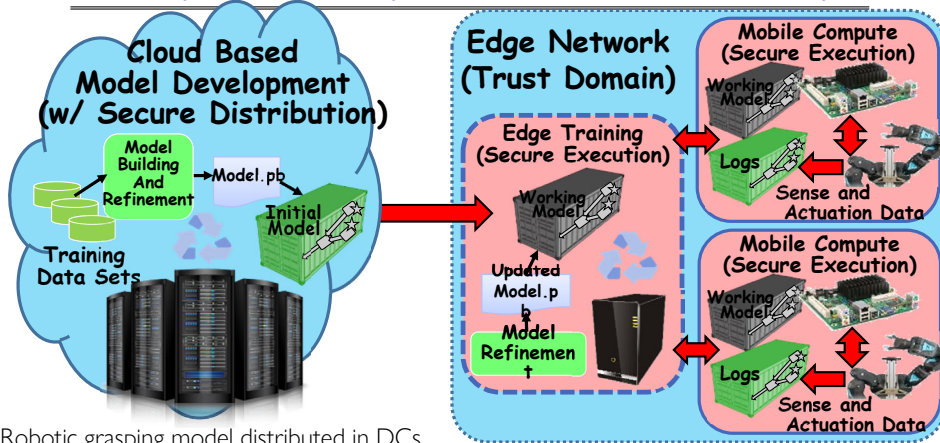 Cloud Based
Model Development
(w/ Secure Distribution)
Model
Building
And
Refinement
Model.pb
Initial
Model
Training
Data Sets
Edge Network
(Trust Domain)
Edge Training
(Secure Execution)
Working
Model
Updated
Model.p
b
Model
Refinemen
t
Mobile Compute
(Secure Execution)
Working
Model
Logs
Sense and
Actuation Data
Mobile Compute
(Secure Execution)
Working
Model
Logs
Sense and
Actuation Data
Robotic grasping model distributed in DCs